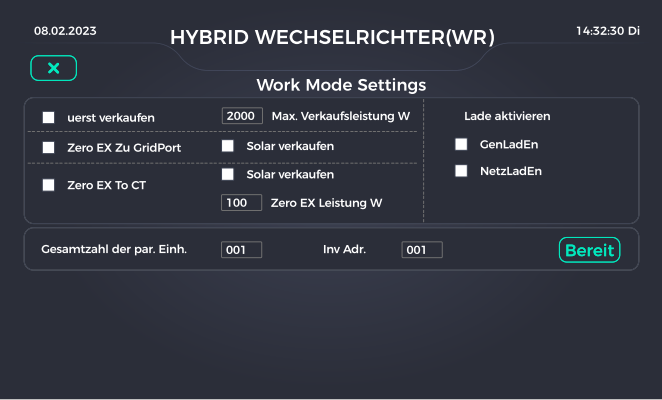 08.02.2023
HYBRID WECHSELRICHTER(WR)
14:32:30 Di
Work Mode Settings
uerst verkaufen
2000 Max. Verkaufsleistung W
Lade aktivieren
Zero EX Zu GridPort
Solar verkaufen
GenLadEn
Zero EX To CT
Solar verkaufen
NetzLadEn
100 Zero EX Leistung W
Gesamtzahl der par. Einh. 001
Inv Adr. 001
Bereit